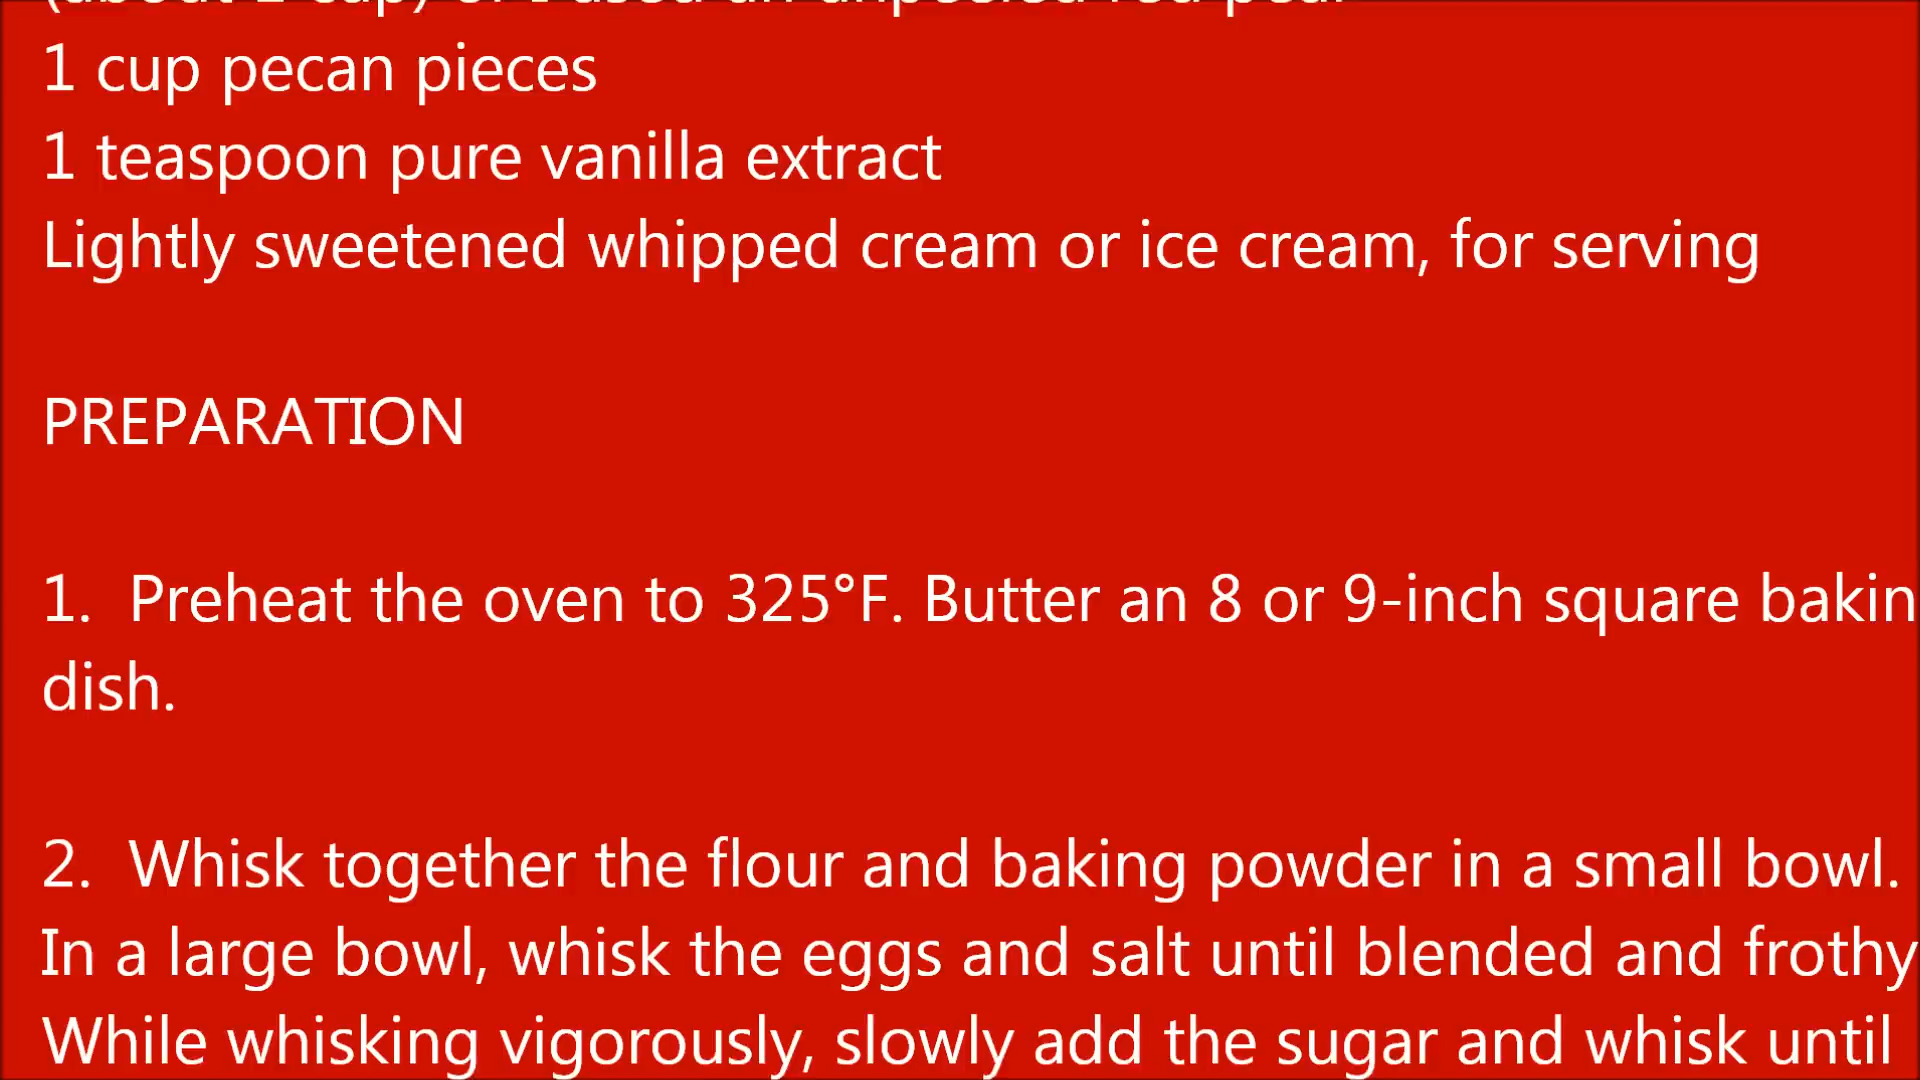 1 cup pecan pieces
1 teaspoon pure vanilla extract
Lightly sweetened whipped cream or ice cream, for serving
PREPARATION
1. Preheat the oven to 325°F. Butter an 8 or 9-inch square bakin
dish.
2. Whisk together the flour and baking powder in a small bowl.
In a large bowl, whisk the eggs and salt until blended and frothy
While whisking vigorously, slowly add the sugar and whisk until